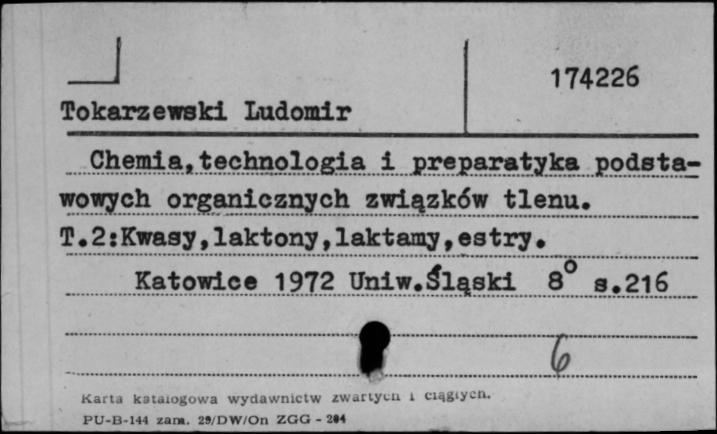 174226
Tokarzewski Ludomir
Chemia,technologia i preparatyka podsta-
wowych organicznych związków tlenu.
T.2:Kwasy,laktony,laktamy,estry.
Katowice 1972 Uniw.Śląski 8° s.216
6
Karta katalogowa wydawnictw zwartych i ciągłych.
PU-B-144 zam. 29/DW/On ZGG - 204